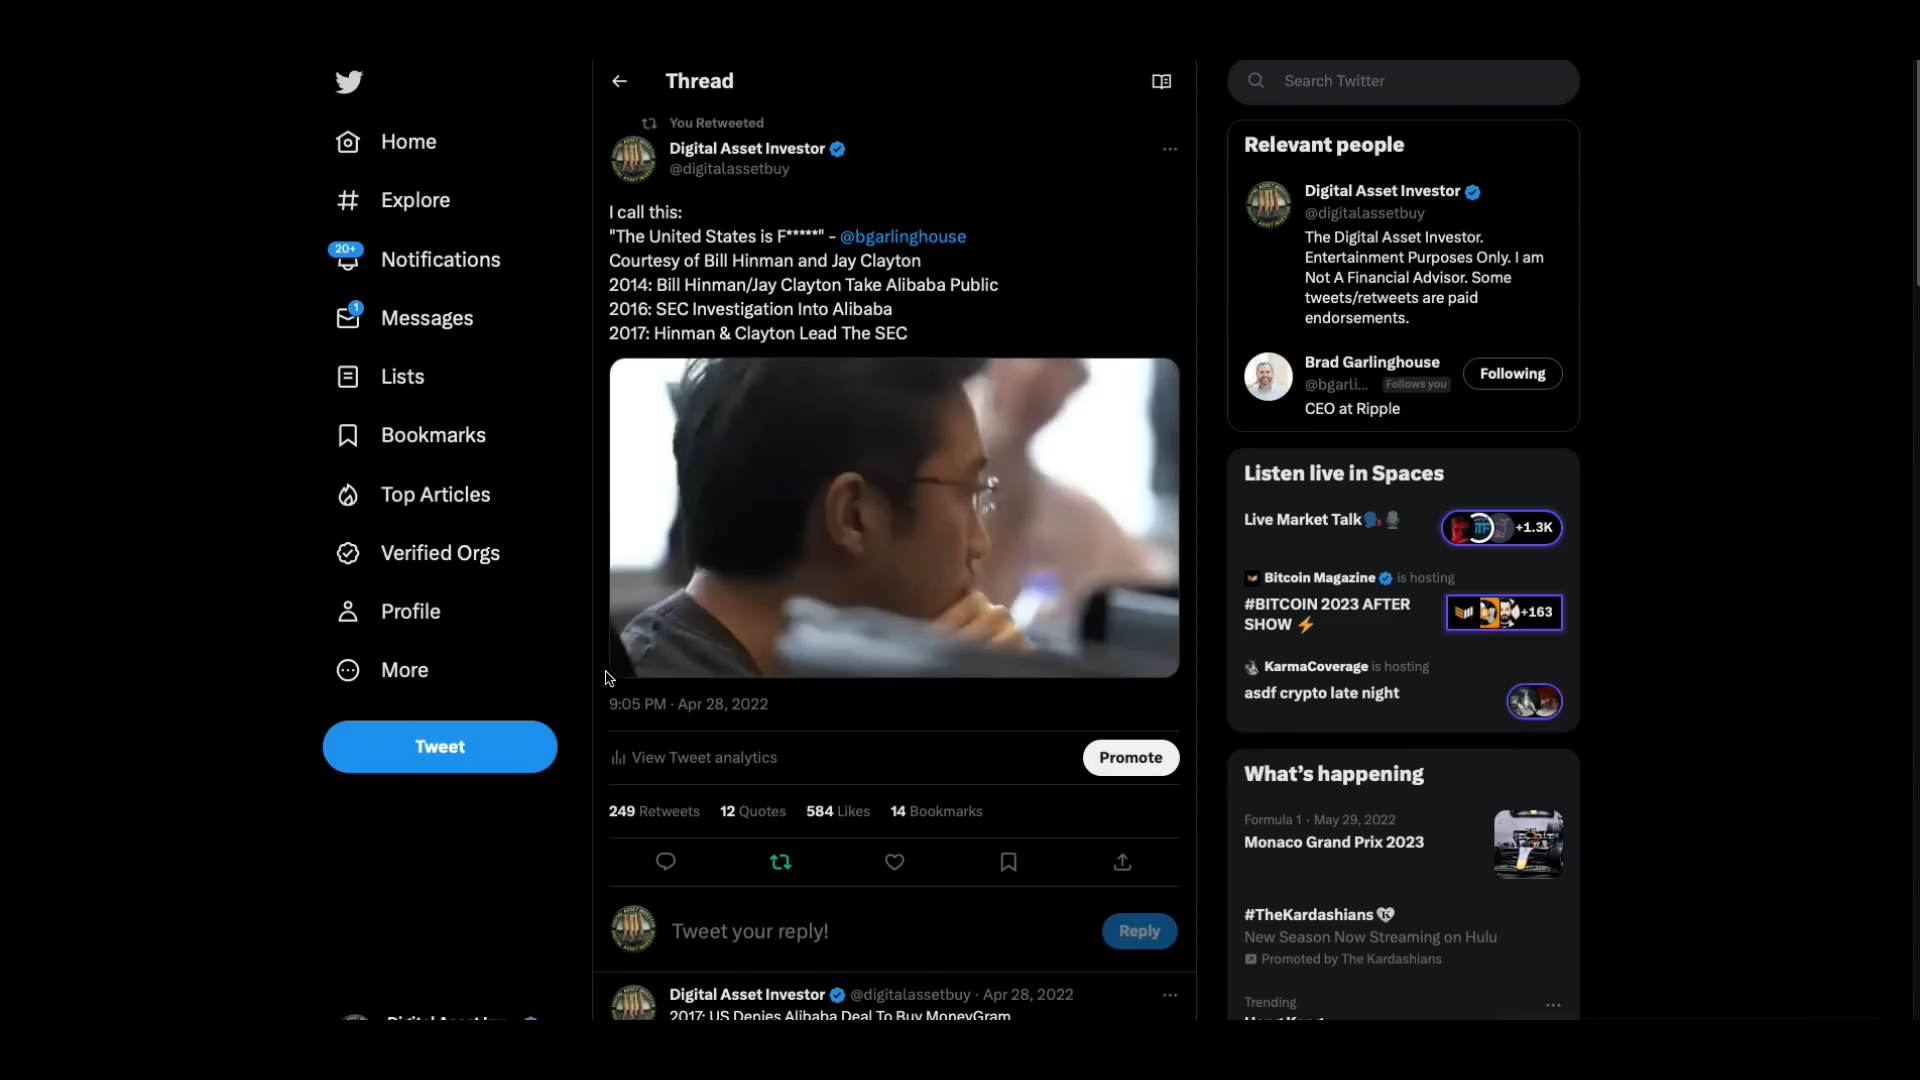 Home
Explore
20+
Notifications
1
Messages
Lists
Bookmarks
Top Articles
Verified Orgs
Profile
More
Tweet
Thread
You Retweeted
Digital Asset Investor
@digitalassetbuy
I call this:
"The United States is F*****" - @bgarlinghouse
Courtesy of Bill Hinman and Jay Clayton
2014: Bill Hinman/Jay Clayton Take Alibaba Public
2016: SEC Investigation Into Alibaba
2017: Hinman & Clayton Lead The SEC
9:05 PM · Apr 28, 2022
View Tweet analytics
Promote
249 Retweets 12 Quotes 584 Likes 14 Bookmarks
Tweet your reply!
Reply
Digital Asset Investor @digitalassetbuy · Apr 28, 2022
2017: US Denies Alibaba Deal To Buy MoneyGram
Search Twitter
Relevant people
Digital Asset Investor
@digitalassetbuy
The Digital Asset Investor.
Entertainment Purposes Only. I am
Not A Financial Advisor. Some
tweets/retweets are paid
endorsements.
Brad Garlinghouse
@bgarli... Follows you
Following
CEO at Ripple
Listen live in Spaces
Live Market Talk
+1.3K
Bitcoin Magazine is hosting
#BITCOIN 2023 AFTER
SHOW
+163
KarmaCoverage is hosting
asdf crypto late night
What's happening
Formula 1 · May 29, 2022
Monaco Grand Prix 2023
#TheKardashians
New Season Now Streaming on Hulu
Promoted by The Kardashians
Trending